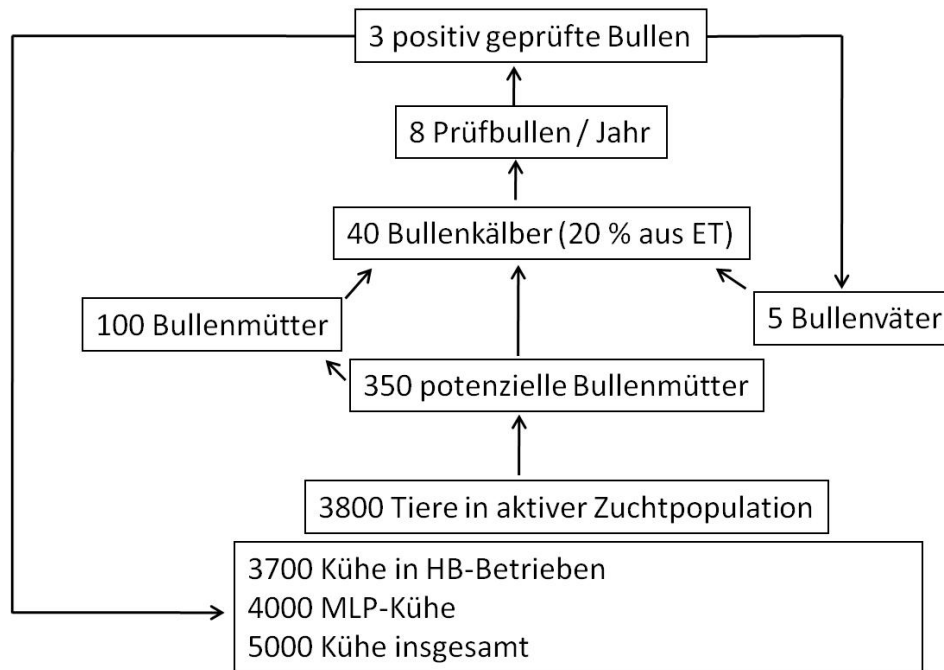 3 positiv geprüfte Bullen
8 Prüfbullen / Jahr
40 Bullenkälber (20 % aus ET)
100 Bullenmütter
5 Bullenväter
350 potenzielle Bullenmütter
3800 Tiere in aktiver Zuchtpopulation
3700 Kühe in HB-Betrieben
4000 MLP-Kühe
5000 Kühe insgesamt